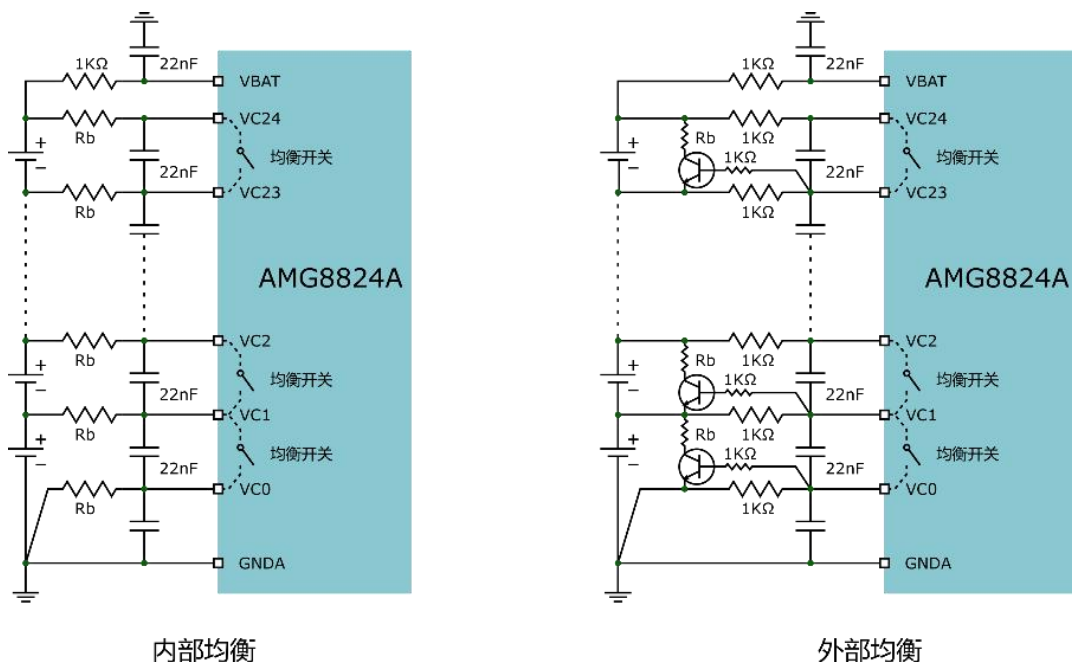 1KΩ
22nF
VBAT
Rb
VC24
+
均衡开关
−
22nF
Rb
VC23
AMG8824A
Rb
VC2
+
均衡开关
−
22nF
Rb
VC1
+
均衡开关
−
22nF
Rb
VC0
GNDA
内部均衡
1KΩ
22nF
VBAT
1KΩ
VC24
Rb
+
1KΩ
均衡开关
−
22nF
1KΩ
VC23
AMG8824A
1KΩ
VC2
Rb
+
1KΩ
均衡开关
−
22nF
1KΩ
VC1
Rb
+
1KΩ
均衡开关
−
22nF
1KΩ
VC0
GNDA
外部均衡